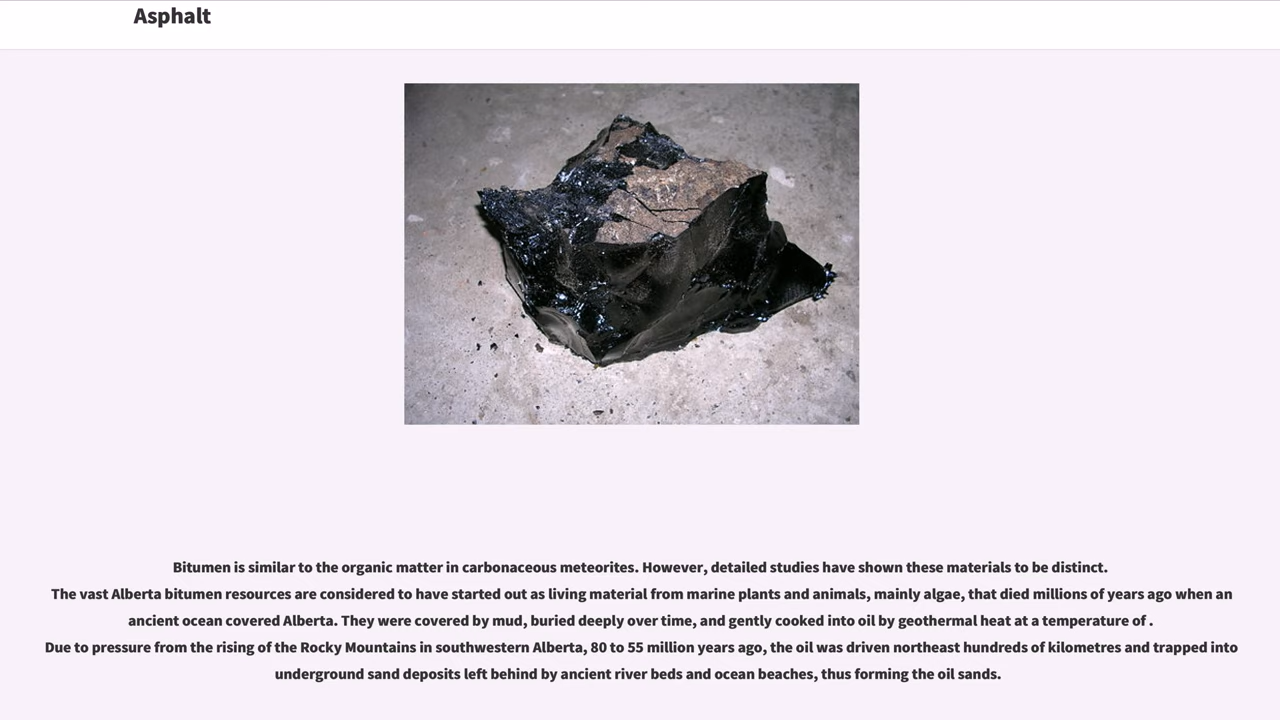 Asphalt
Bitumen is similar to the organic matter in carbonaceous meteorites. However, detailed studies have shown these materials to be distinct.
The vast Alberta bitumen resources are considered to have started out as living material from marine plants and animals, mainly algae, that died millions of years ago when an
ancient ocean covered Alberta. They were covered by mud, buried deeply over time, and gently cooked into oil by geothermal heat at a temperature of .
Due to pressure from the rising of the Rocky Mountains in southwestern Alberta, 80 to 55 million years ago, the oil was driven northeast hundreds of kilometres and trapped into
underground sand deposits left behind by ancient river beds and ocean beaches, thus forming the oil sands.